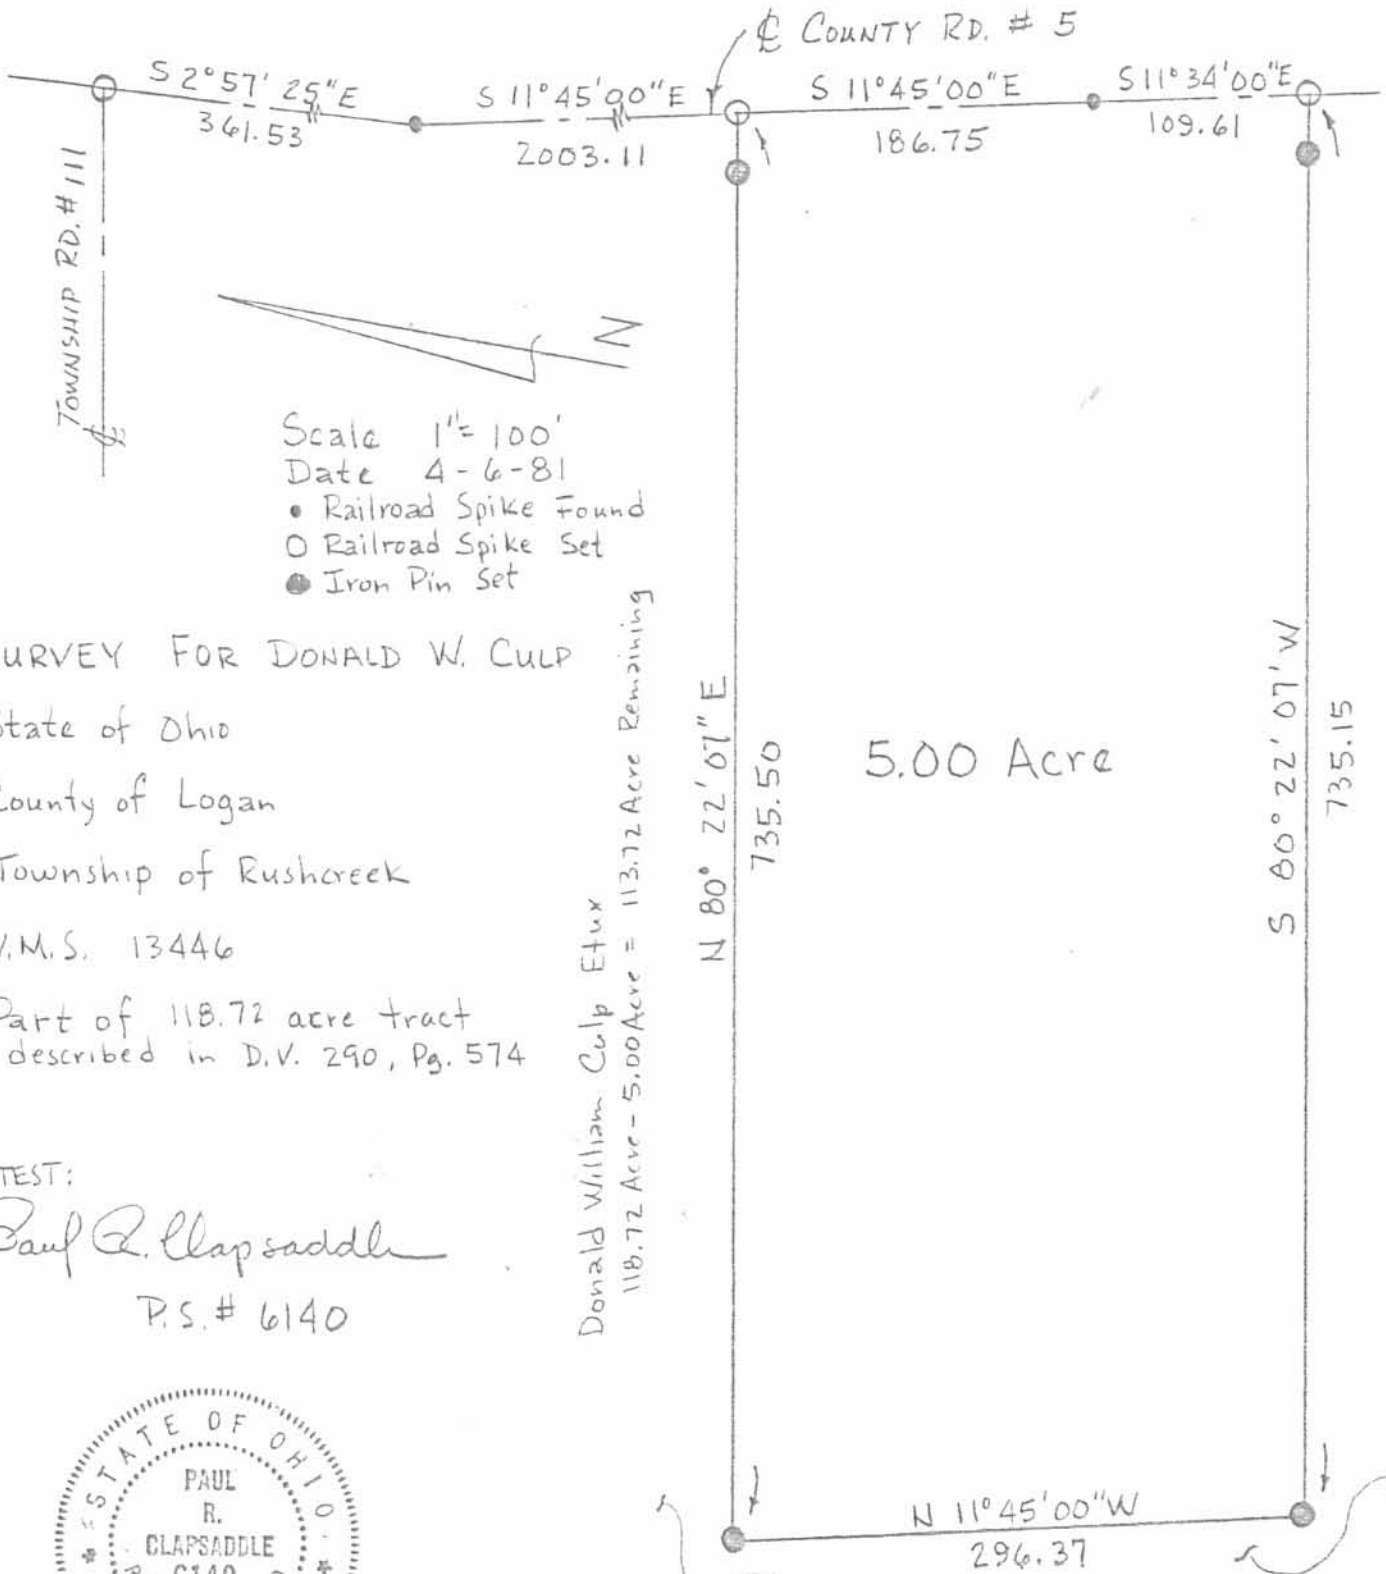 ℄ COUNTY RD. # 5
S 2°57' 25"E
361.53
S 11°45'00"E
2003.11
S 11°45'00"E
186.75
S11°34'00"E
109.61
TOWNSHIP RD. # 111
℄
N
Scale 1"= 100'
Date 4-6-81
• Railroad Spike Found
O Railroad Spike Set
● Iron Pin Set
URVEY FOR DONALD W. CULP
tate of Ohio
County of Logan
Township of Rushcreek
V.M.S. 13446
Part of 118.72 acre tract
described in D.V. 290, Pg. 574
TEST:
Paul R. Clapsaddle
P.S. # 6140
Donald William Culp Etux
118.72 Acre - 5.00 Acre = 113.72 Acre Remaining
N 80° 22' 07" E
735.50
5.00 Acre
S 80° 22' 07' W
735.15
N 11°45'00"W
296.37
STATE OF OHIO
PAUL
R.
CLAPSADDLE
6140